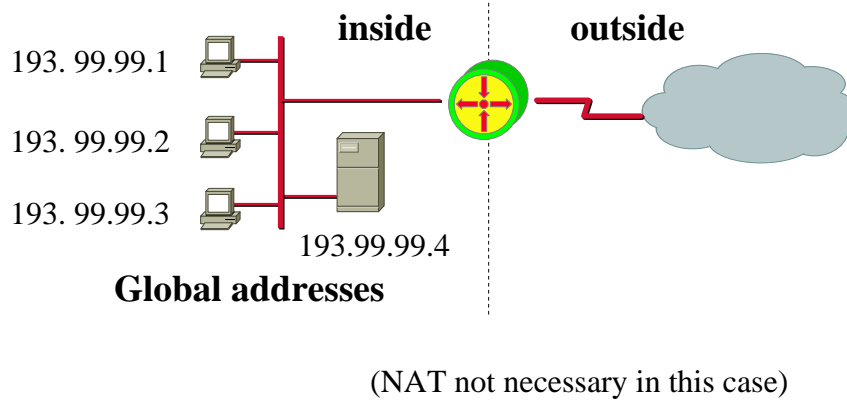 inside
outside
193. 99.99.1
193. 99.99.2
193. 99.99.3
193.99.99.4
Global addresses
(NAT not necessary in this case)